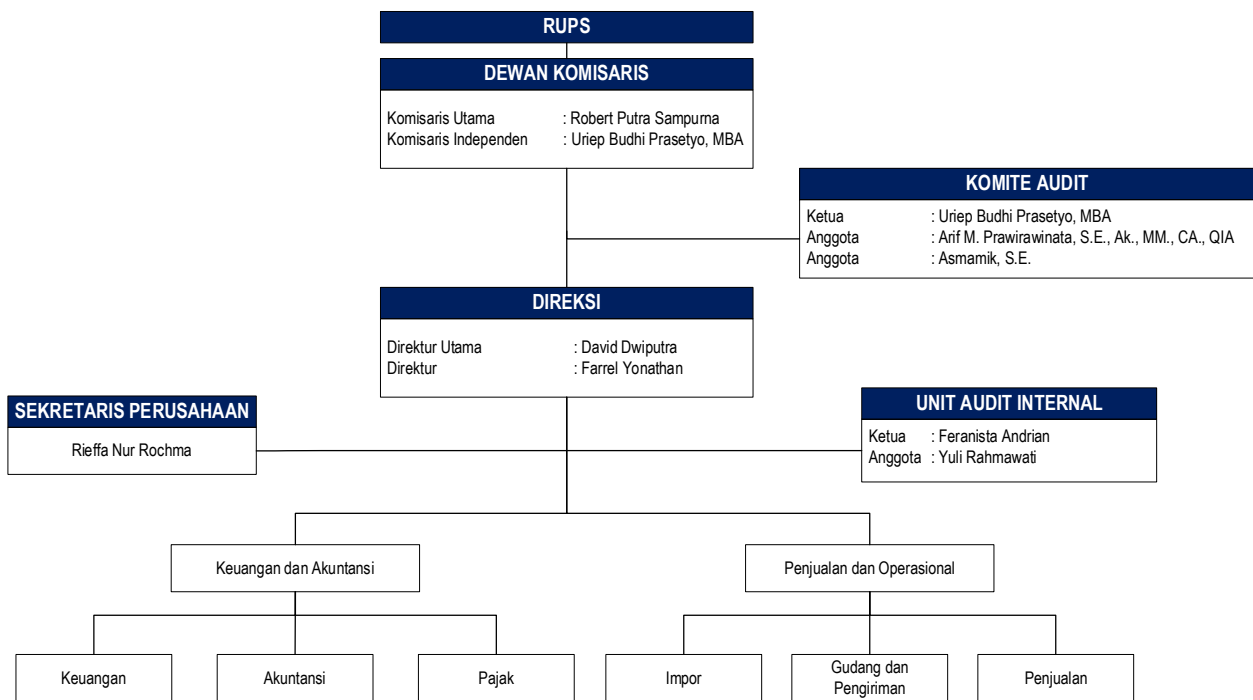 RUPS
DEWAN KOMISARIS
Komisaris Utama : Robert Putra Sampurna
Komisaris Independen : Uriep Budhi Prasetyo, MBA
KOMITE AUDIT
Ketua : Uriep Budhi Prasetyo, MBA
Anggota : Arif M. Prawirawinata, S.E., Ak., MM., CA., QIA
Anggota : Asmamik, S.E.
DIREKSI
Direktur Utama : David Dwiputra
Direktur : Farrel Yonathan
SEKRETARIS PERUSAHAAN
Rieffa Nur Rochma
UNIT AUDIT INTERNAL
Ketua : Feranista Andrian
Anggota : Yuli Rahmawati
Keuangan dan Akuntansi
Penjualan dan Operasional
Keuangan
Akuntansi
Pajak
Impor
Gudang dan
Pengiriman
Penjualan